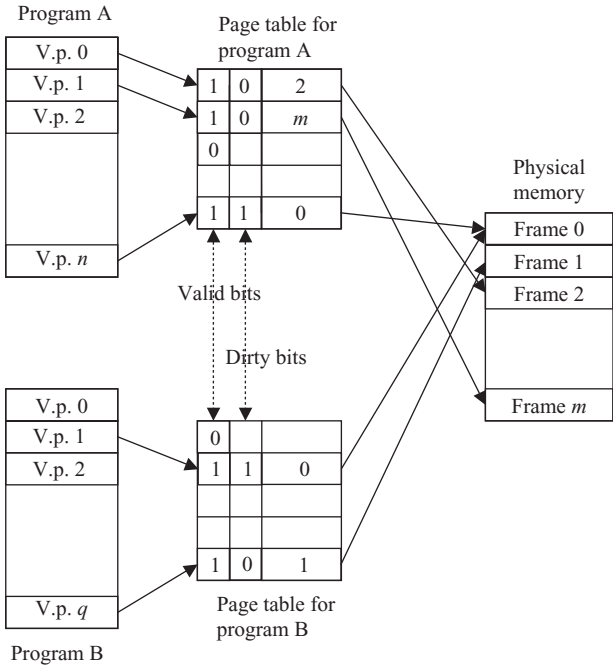 Program A
V.p. 0
V.p. 1
V.p. 2
V.p. n
Page table for
program A
1 0 2
1 0 m
0
1 1 0
Physical
memory
Frame 0
Frame 1
Frame 2
Frame m
Valid bits
Dirty bits
V.p. 0
V.p. 1
V.p. 2
V.p. q
Program B
0
1 1 0
1 0 1
Page table for
program B